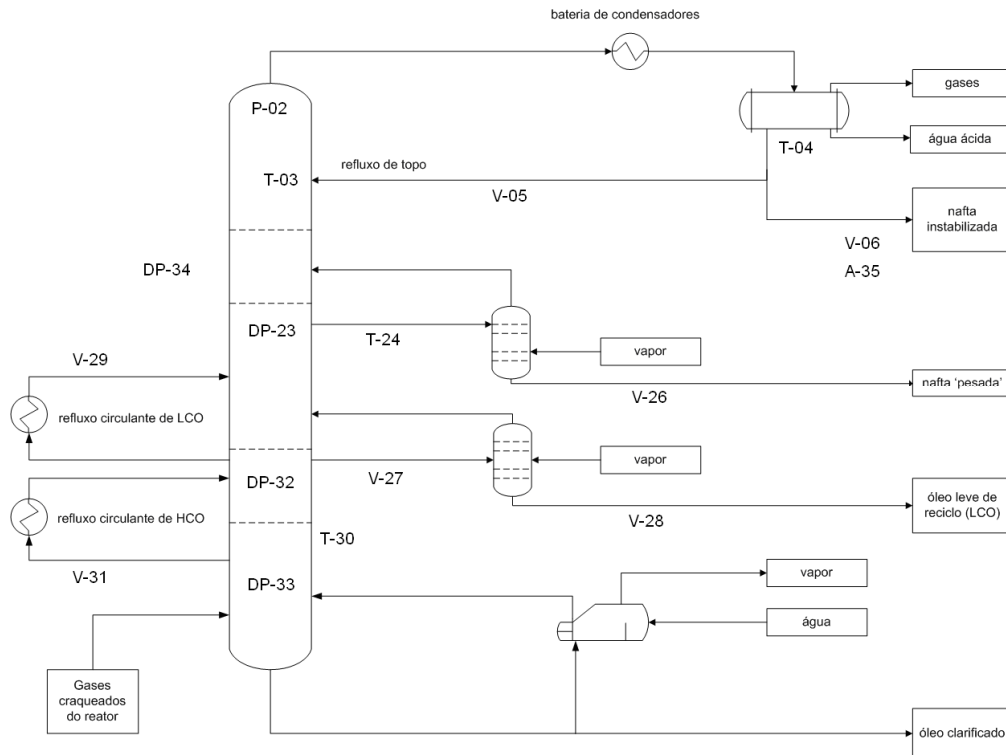 bateria de condensadores
P-02
gases
T-04
água ácida
refluxo de topo
T-03
V-05
nafta
instabilizada
V-06
A-35
DP-34
DP-23
T-24
vapor
V-29
V-26
nafta 'pesada'
refluxo circulante de LCO
DP-32
V-27
vapor
V-28
óleo leve de
reciclo (LCO)
refluxo circulante de HCO
T-30
V-31
DP-33
vapor
água
Gases
craqueados
do reator
óleo clarificado